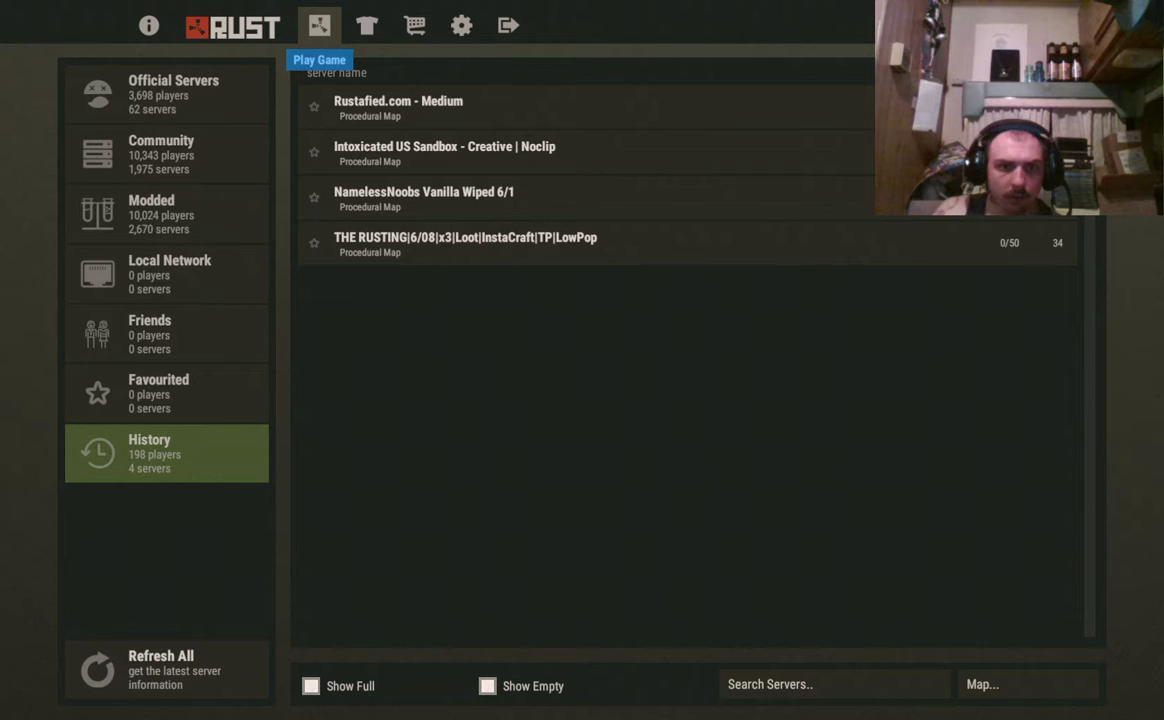 RUST
Play Game
server name
Official Servers
3,698 players
62 servers
Community
10,343 players
1,975 servers
Modded
10,024 players
2,670 servers
Local Network
0 players
0 servers
Friends
0 players
0 servers
Favourited
0 players
0 servers
History
198 players
4 servers
Refresh All
get the latest server
information
Rustafied.com - Medium
Procedural Map
Intoxicated US Sandbox - Creative | Noclip
Procedural Map
NamelessNoobs Vanilla Wiped 6/1
Procedural Map
THE RUSTING|6/08|x3|Loot|InstaCraft|TP|LowPop 0/50 34
Procedural Map
Show Full Show Empty Search Servers.. Map...